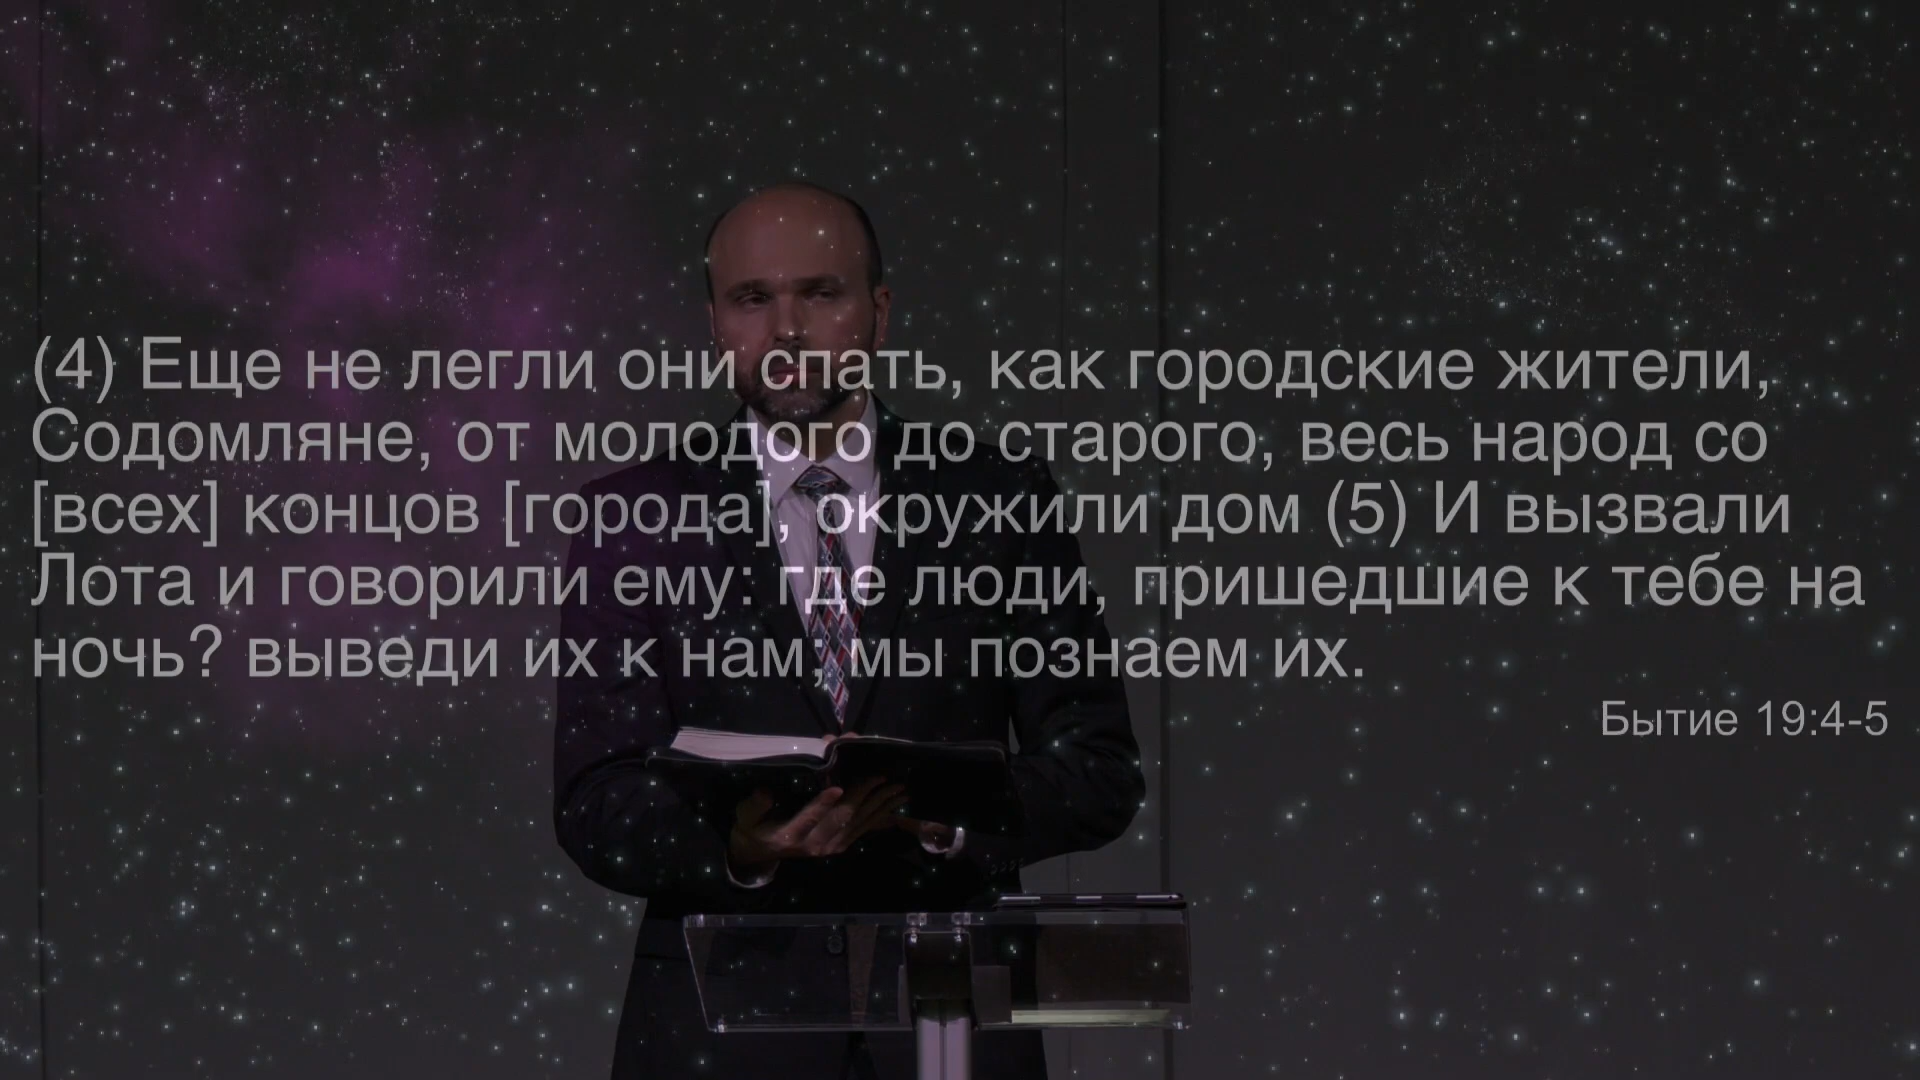 (4) Еще не легли они спать, как городские жители,
Содомляне, от молодого до старого, весь народ со
[всех] концов [города], окружили дом (5) И вызвали
Лота и говорили ему: где люди, пришедшие к тебе на
ночь? выведи их к нам; мы познаем их.
Бытие 19:4-5